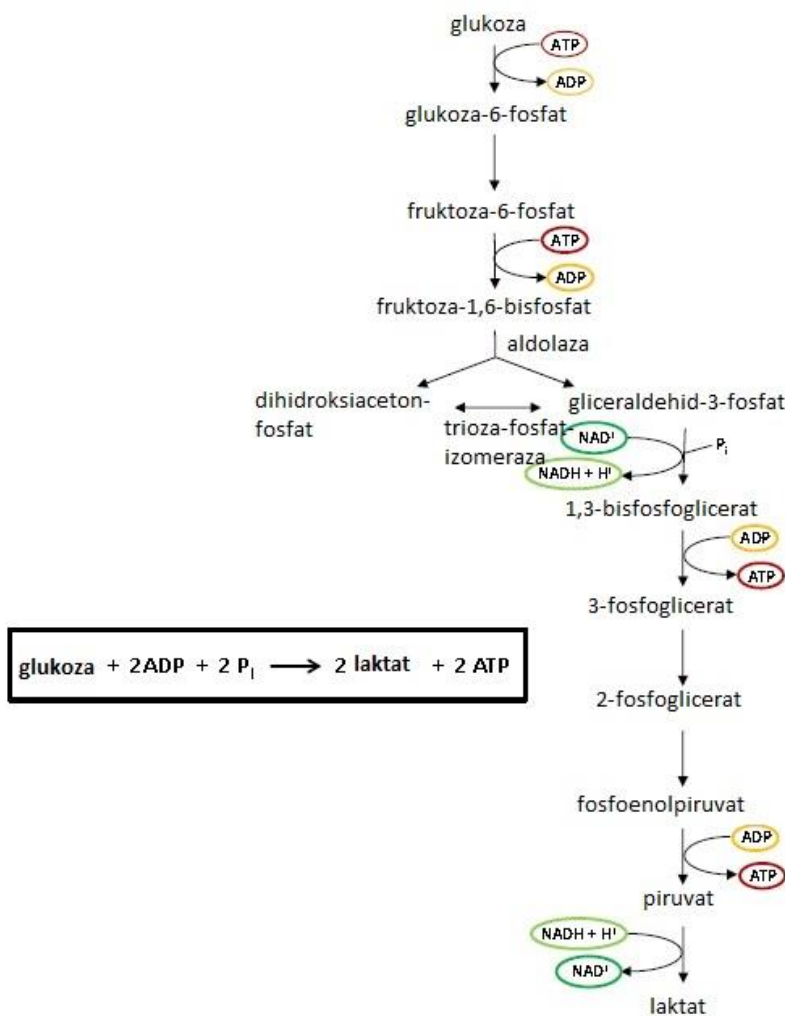 glukoza
ATP
ADP
glukoza-6-fosfat
fruktoza-6-fosfat
ATP
ADP
fruktoza-1,6-bisfosfat
aldolaza
dihidroksiaceton-
fosfat
gliceraldehid-3-fosfat
trioza-fosfat-
izomeraza
NAD⁺
Pi
NADH + H⁺
1,3-bisfosfoglicerat
ADP
ATP
3-fosfoglicerat
glukoza + 2ADP + 2 Pi → 2 laktat + 2 ATP
2-fosfoglicerat
fosfoenolpiruvat
ADP
ATP
piruvat
NADH + H⁺
NAD⁺
laktat